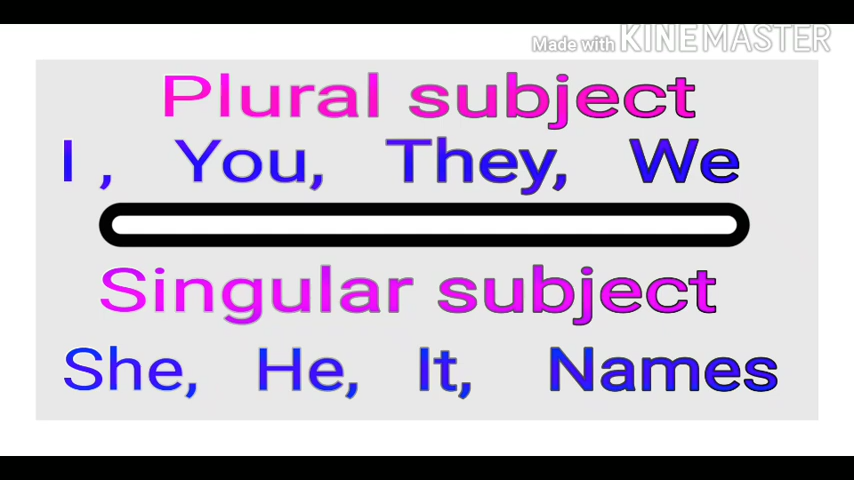 Made with KINEMASTER
Plural subject
I , You, They, We
Singular subject
She, He, It, Names